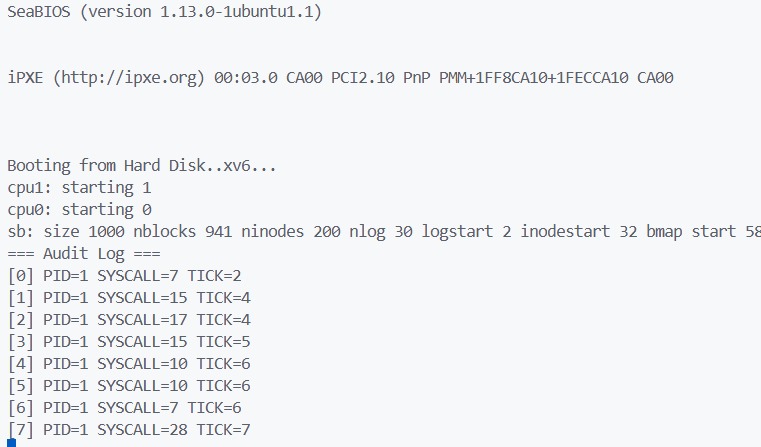 SeaBIOS (version 1.13.0-1ubuntu1.1)
iPXE (http://ipxe.org) 00:03.0 CA00 PCI2.10 PnP PMM+1FF8CA10+1FECCA10 CA00
Booting from Hard Disk..xv6...
cpu1: starting 1
cpu0: starting 0
sb: size 1000 nblocks 941 ninodes 200 nlog 30 logstart 2 inodestart 32 bmap start 58
=== Audit Log ===
[0] PID=1 SYSCALL=7 TICK=2
[1] PID=1 SYSCALL=15 TICK=4
[2] PID=1 SYSCALL=17 TICK=4
[3] PID=1 SYSCALL=15 TICK=5
[4] PID=1 SYSCALL=10 TICK=6
[5] PID=1 SYSCALL=10 TICK=6
[6] PID=1 SYSCALL=7 TICK=6
[7] PID=1 SYSCALL=28 TICK=7